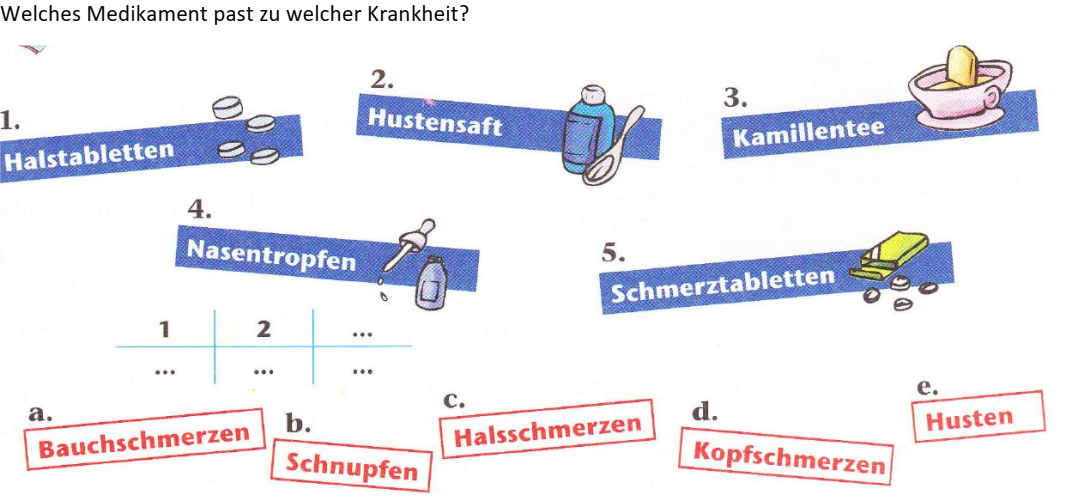 Welches Medikament past zu welcher Krankheit?
1.
Halstabletten
2.
Hustensaft
3.
Kamillentee
4.
Nasentropfen
5.
Schmerztabletten
1 2 ...
... ... ...
a.
Bauchschmerzen
b.
Schnupfen
c.
Halsschmerzen
d.
Kopfschmerzen
e.
Husten